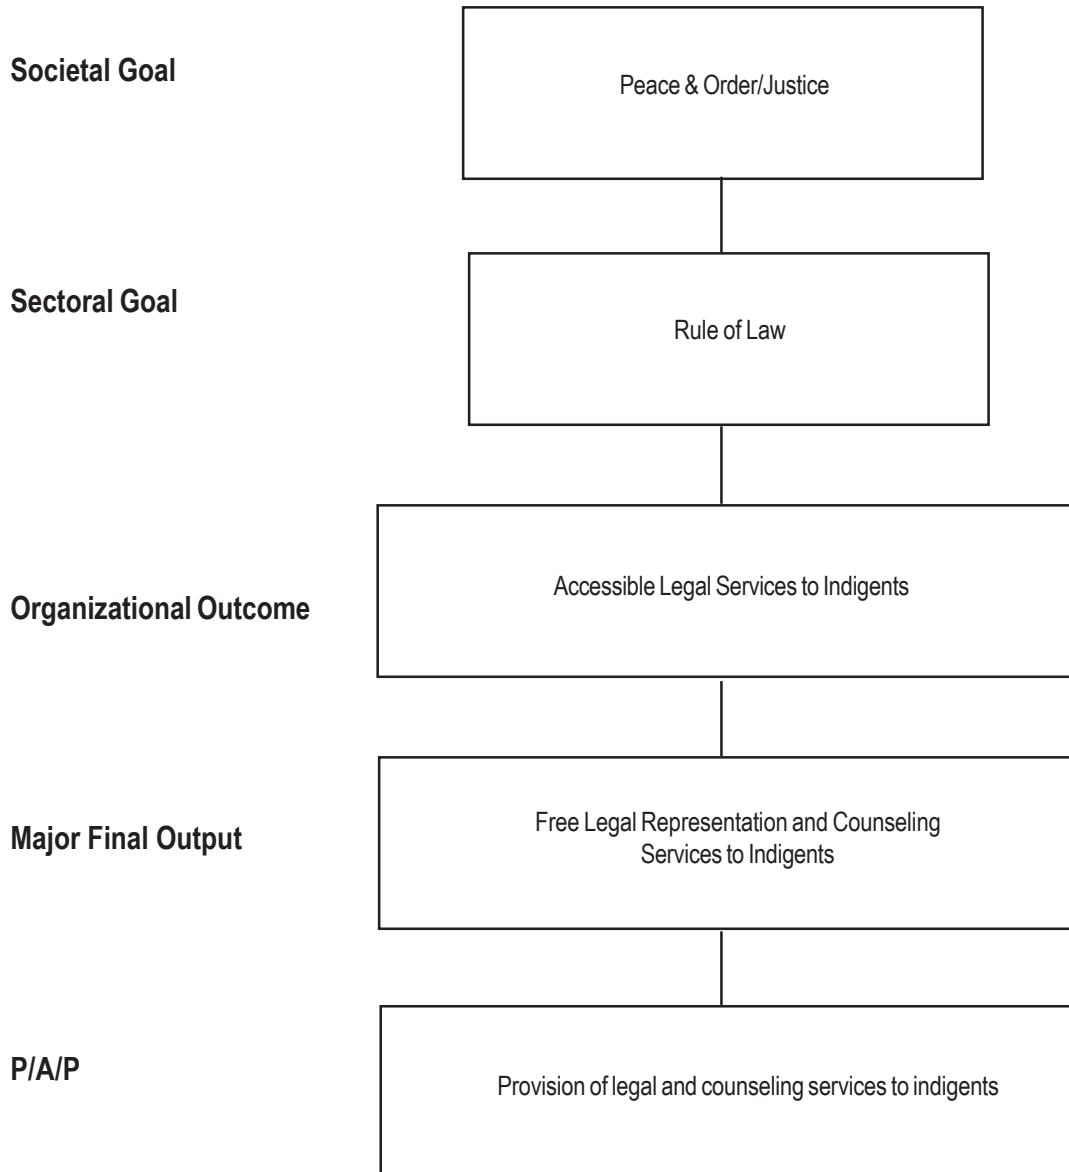 Societal Goal
Peace & Order/Justice
Sectoral Goal
Rule of Law
Organizational Outcome
Accessible Legal Services to Indigents
Major Final Output
Free Legal Representation and Counseling
Services to Indigents
P/A/P
Provision of legal and counseling services to indigents